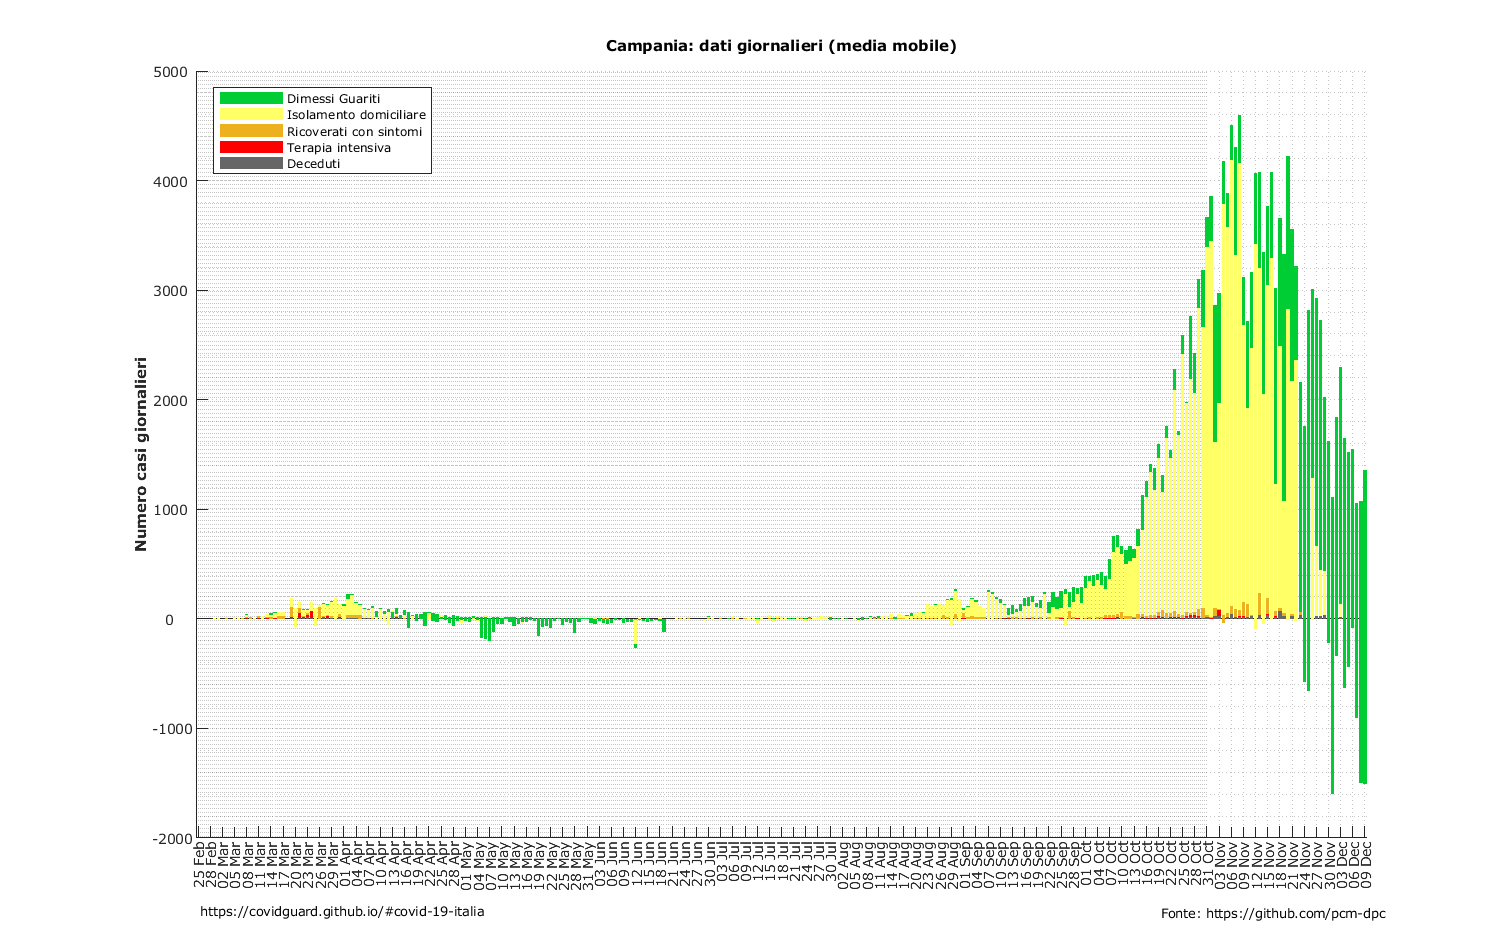 Campania: dati giornalieri (media mobile)
5000
4000
3000
2000
1000
0
-1000
-2000
Numero casi giornalieri
Dimessi Guariti
Isolamento domiciliare
Ricoverati con sintomi
Terapia intensiva
Deceduti
25 Feb
28 Feb
02 Mar
05 Mar
08 Mar
11 Mar
14 Mar
17 Mar
20 Mar
23 Mar
26 Mar
29 Mar
01 Apr
04 Apr
07 Apr
10 Apr
13 Apr
16 Apr
19 Apr
22 Apr
25 Apr
28 Apr
01 May
04 May
07 May
10 May
13 May
16 May
19 May
22 May
25 May
28 May
31 May
03 Jun
06 Jun
09 Jun
12 Jun
15 Jun
18 Jun
21 Jun
24 Jun
27 Jun
30 Jun
03 Jul
06 Jul
09 Jul
12 Jul
15 Jul
18 Jul
21 Jul
24 Jul
27 Jul
30 Jul
02 Aug
05 Aug
08 Aug
11 Aug
14 Aug
17 Aug
20 Aug
23 Aug
26 Aug
29 Aug
01 Sep
04 Sep
07 Sep
10 Sep
13 Sep
16 Sep
19 Sep
22 Sep
25 Sep
28 Sep
01 Oct
04 Oct
07 Oct
10 Oct
13 Oct
16 Oct
19 Oct
22 Oct
25 Oct
28 Oct
31 Oct
03 Nov
06 Nov
09 Nov
12 Nov
15 Nov
18 Nov
21 Nov
24 Nov
27 Nov
30 Nov
03 Dec
06 Dec
09 Dec
https://covidguard.github.io/#covid-19-italia
Fonte: https://github.com/pcm-dpc